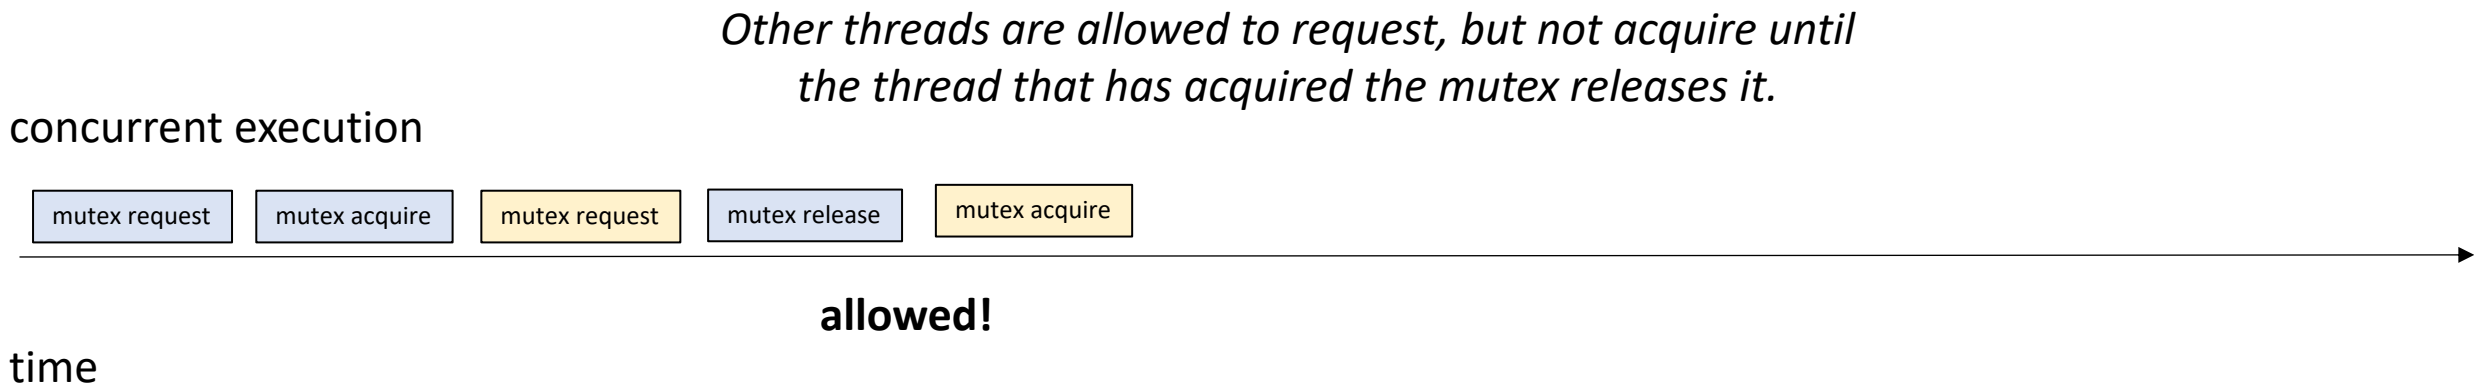 Other threads are allowed to request, but not acquire until
the thread that has acquired the mutex releases it.
concurrent execution
mutex request
mutex acquire
mutex request
mutex release
mutex acquire
allowed!
time